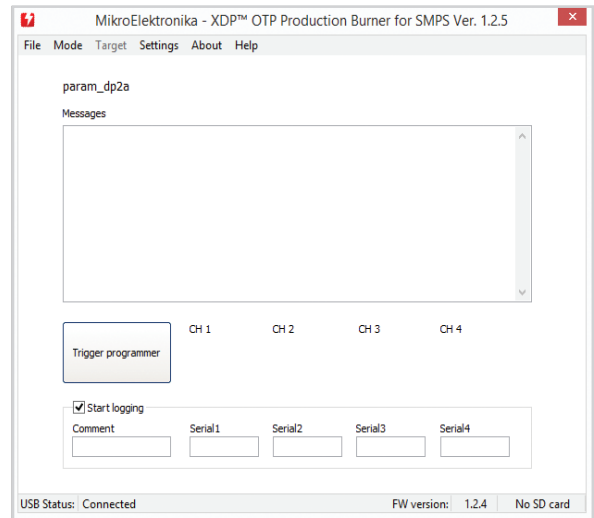 MikroElektronika - XDP™ OTP Production Burner for SMPS Ver. 1.2.5
File Mode Target Settings About Help
param_dp2a
Messages
Trigger programmer CH 1 CH 2 CH 3 CH 4
Start logging
Comment Serial1 Serial2 Serial3 Serial4
USB Status: Connected FW version: 1.2.4 No SD card